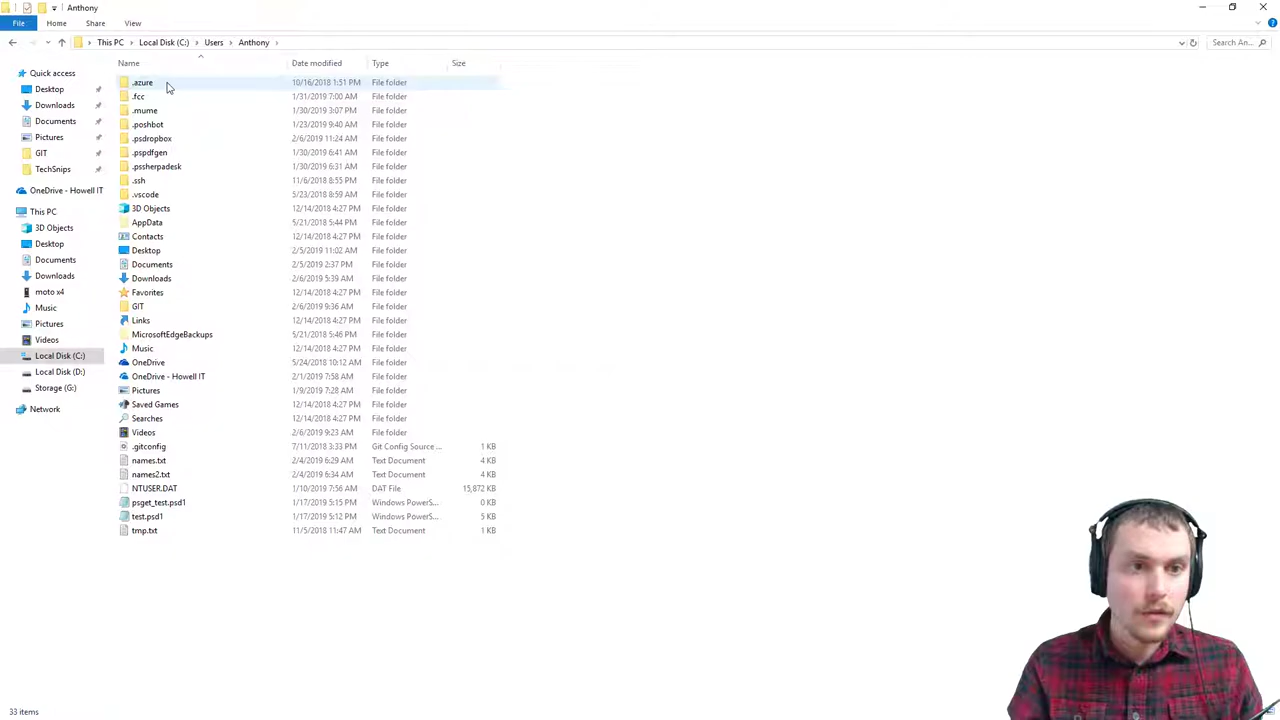 Anthony
File Home Share View
This PC Local Disk (C:) Users Anthony
Search An...
Name Date modified Type Size
Quick access
Desktop
Downloads
Documents
Pictures
GIT
TechSnips
OneDrive - Howell IT
This PC
3D Objects
Desktop
Documents
Downloads
moto x4
Music
Pictures
Videos
Local Disk (C:)
Local Disk (D:)
Storage (G:)
Network
.azure 10/16/2018 1:51 PM File folder
.fcc 1/31/2019 7:00 AM File folder
.mume 1/30/2019 3:07 PM File folder
.poshbot 1/23/2019 9:40 AM File folder
.psdropbox 2/6/2019 11:24 AM File folder
.pspdfgen 1/30/2019 6:41 AM File folder
.pssherpadesk 1/30/2019 6:31 AM File folder
.ssh 11/6/2018 8:55 PM File folder
.vscode 5/23/2018 8:59 AM File folder
3D Objects 12/14/2018 4:27 PM File folder
AppData 5/21/2018 5:44 PM File folder
Contacts 12/14/2018 4:27 PM File folder
Desktop 2/5/2019 11:02 AM File folder
Documents 2/5/2019 2:37 PM File folder
Downloads 2/6/2019 5:39 AM File folder
Favorites 12/14/2018 4:27 PM File folder
GIT 2/6/2019 9:36 AM File folder
Links 12/14/2018 4:27 PM File folder
MicrosoftEdgeBackups 5/21/2018 5:46 PM File folder
Music 12/14/2018 4:27 PM File folder
OneDrive 5/24/2018 10:12 AM File folder
OneDrive - Howell IT 2/1/2019 7:58 AM File folder
Pictures 1/9/2019 7:28 AM File folder
Saved Games 12/14/2018 4:27 PM File folder
Searches 12/14/2018 4:27 PM File folder
Videos 2/6/2019 9:23 AM File folder
.gitconfig 7/11/2018 3:33 PM Git Config Source ... 1 KB
names.txt 2/4/2019 6:29 AM Text Document 4 KB
names2.txt 2/4/2019 6:34 AM Text Document 4 KB
NTUSER.DAT 1/10/2019 7:56 AM DAT File 15,872 KB
psget_test.psd1 1/17/2019 5:15 PM Windows PowerS... 0 KB
test.psd1 1/17/2019 5:12 PM Windows PowerS... 5 KB
tmp.txt 11/5/2018 11:47 AM Text Document 1 KB
33 items